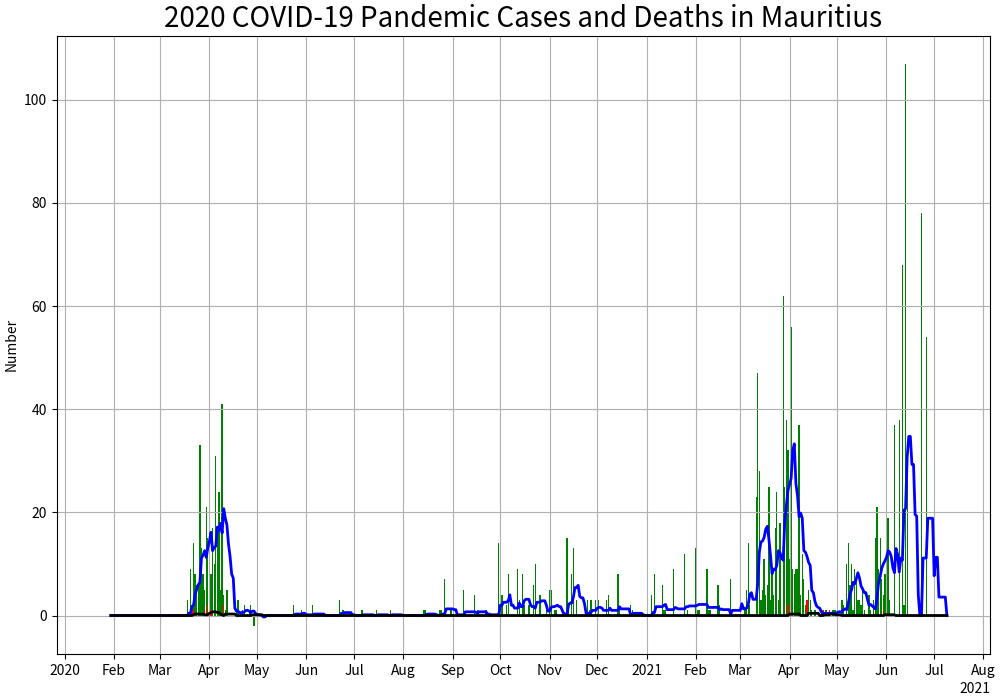 2020 COVID-19 Pandemic Cases and Deaths in Mauritius
Number
100
80
60
40
20
0
2020 Feb Mar Apr May Jun Jul Aug Sep Oct Nov Dec 2021 Feb Mar Apr May Jun Jul Aug
2021